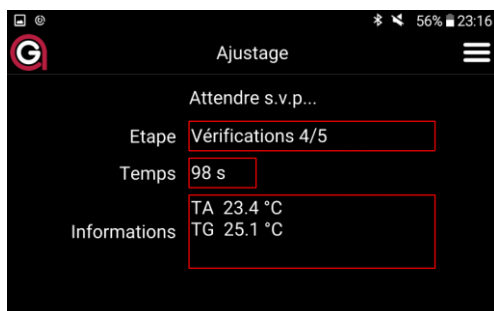 56% 23:16
Ajustage
Attendre s.v.p...
Etape Vérifications 4/5
Temps 98 s
TA 23.4 °C
Informations TG 25.1 °C